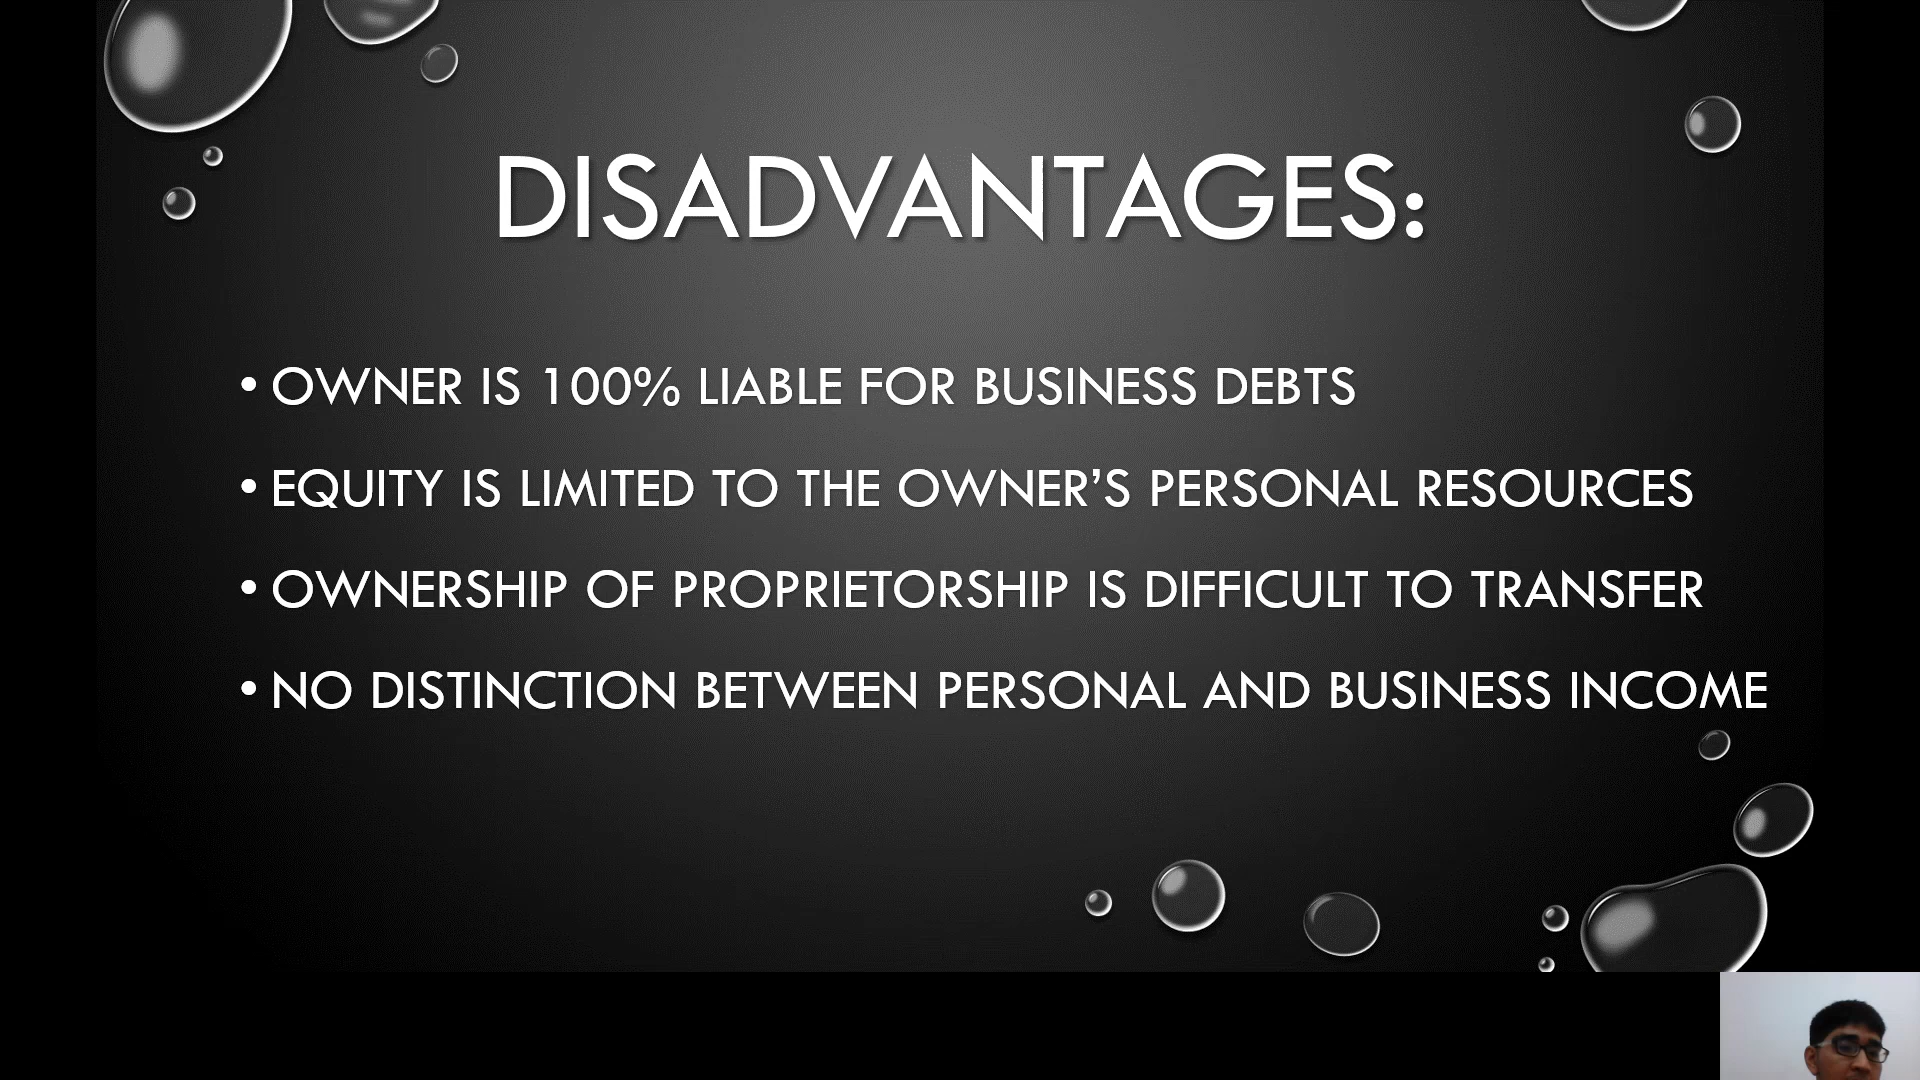 DISADVANTAGES:
• OWNER IS 100% LIABLE FOR BUSINESS DEBTS
• EQUITY IS LIMITED TO THE OWNER’S PERSONAL RESOURCES
• OWNERSHIP OF PROPRIETORSHIP IS DIFFICULT TO TRANSFER
• NO DISTINCTION BETWEEN PERSONAL AND BUSINESS INCOME